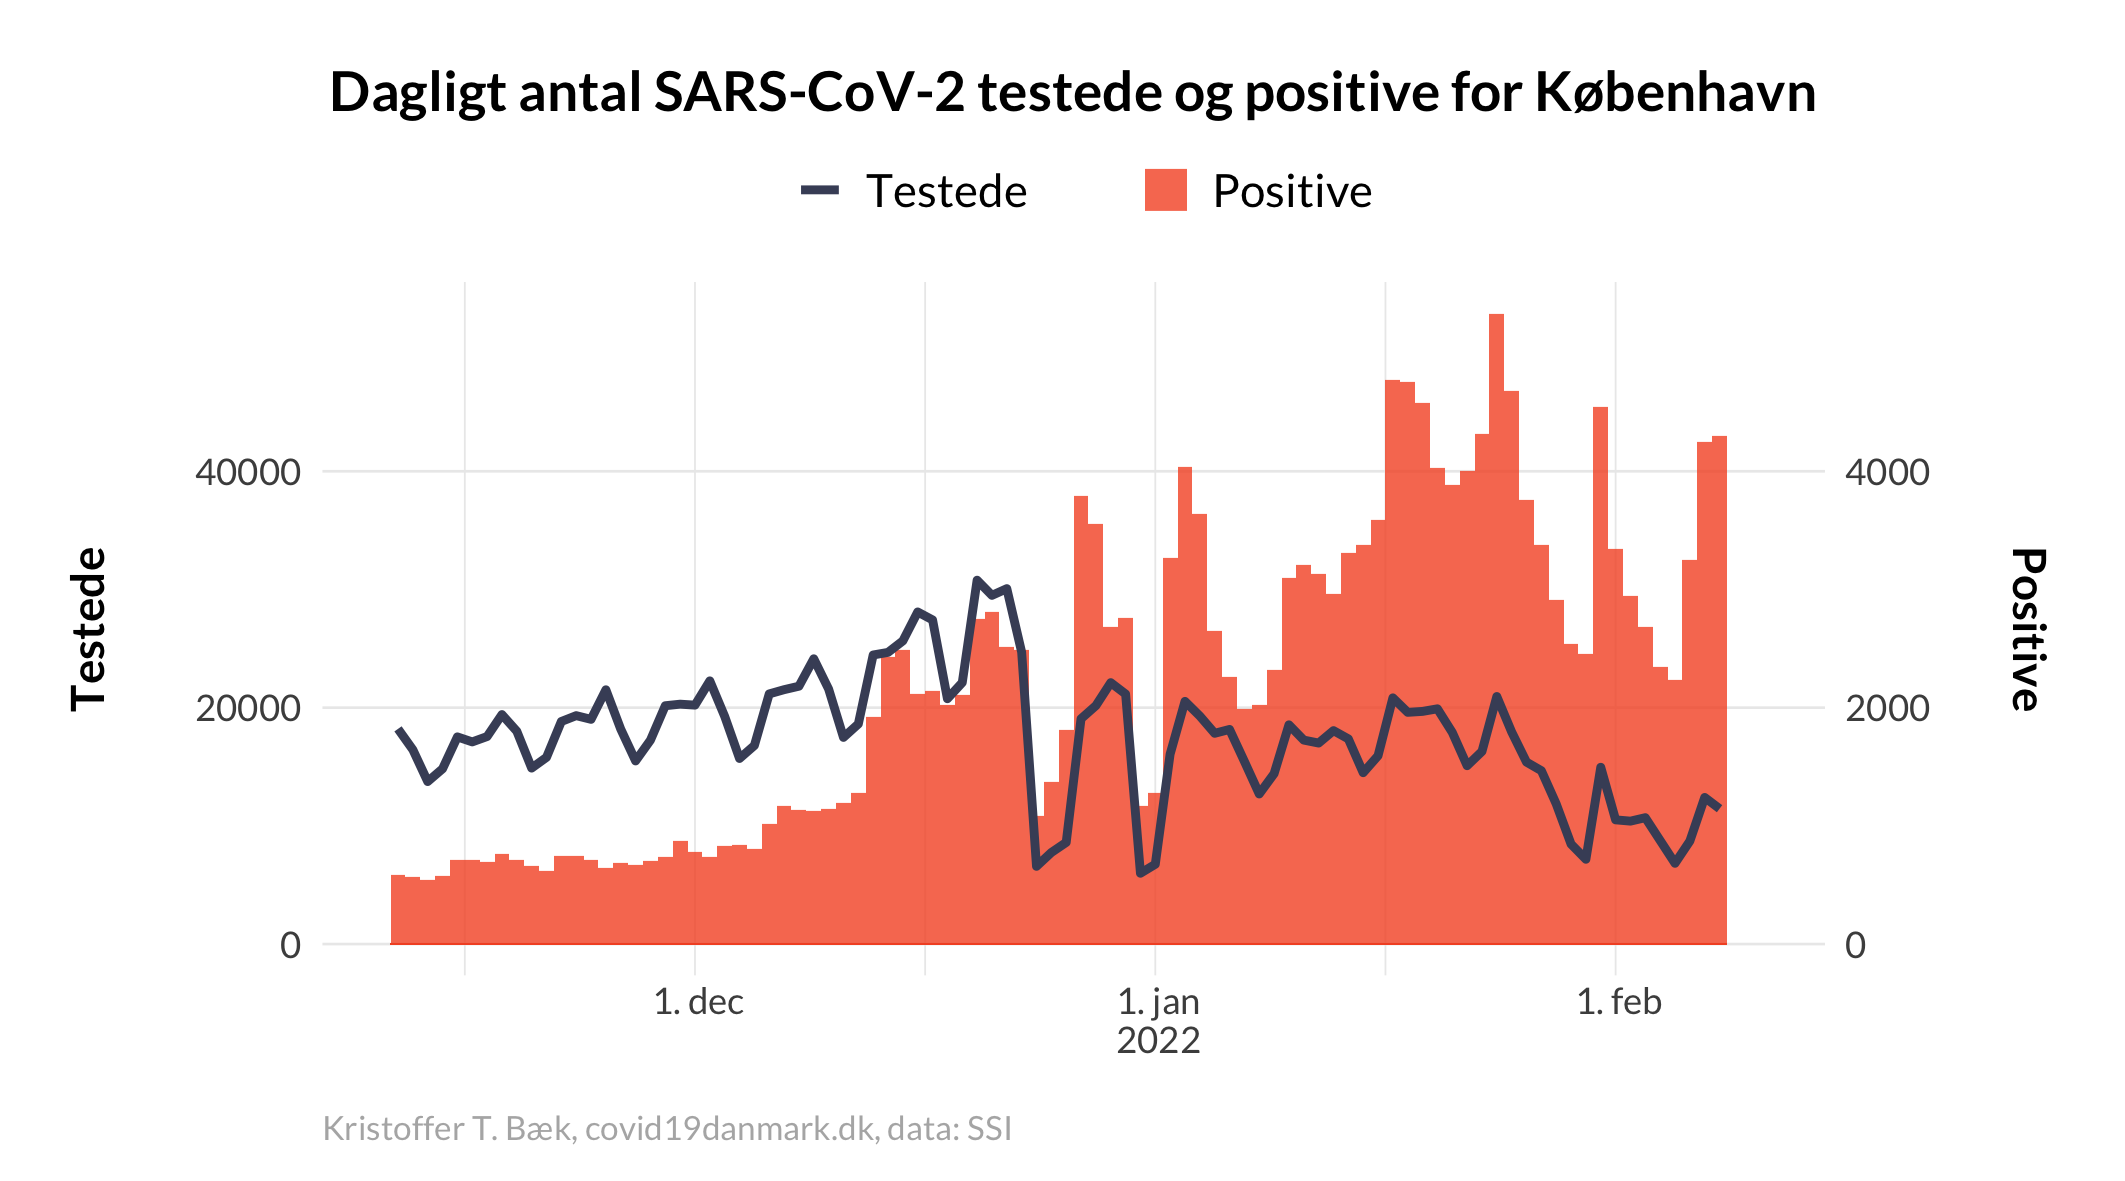 Dagligt antal SARS-CoV-2 testede og positive for København
Testede
Positive
40000
20000
0
Testede
4000
2000
0
Positive
1. dec
1. jan
2022
1. feb
Kristoffer T. Bæk, covid19danmark.dk, data: SSI